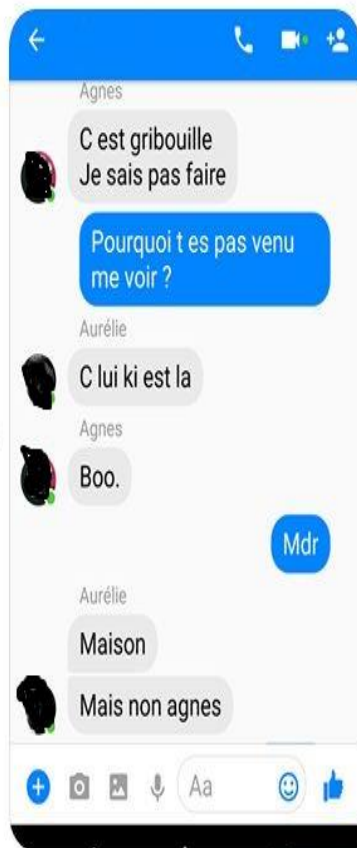 Agnes
C est gribouille
Je sais pas faire
Pourquoi t es pas venu
me voir ?
Aurélie
C lui ki est la
Agnes
Boo.
Mdr
Aurélie
Maison
Mais non agnes
Aa